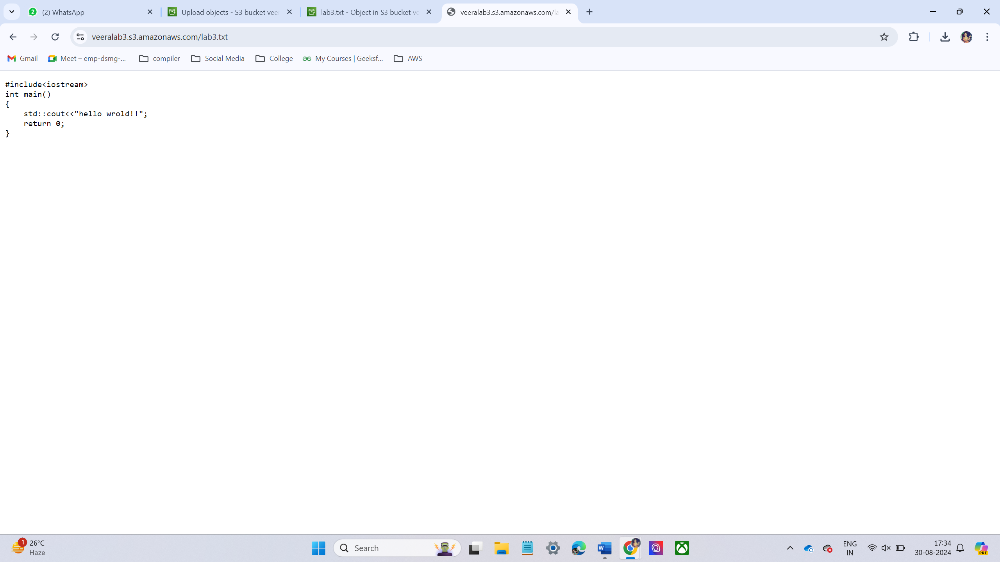 (2) WhatsApp
Upload objects - S3 bucket veer
lab3.txt - Object in S3 bucket ve
veeralab3.s3.amazonaws.com/la
veeralab3.s3.amazonaws.com/lab3.txt
Gmail
Meet – emp-dsmg-...
compiler
Social Media
College
My Courses | Geeksf...
AWS
#include<iostream>
int main()
{
    std::cout<<"hello wrold!!";
    return 0;
}
1
26°C
Haze
Search
ENG
IN
17:34
30-08-2024
PRE